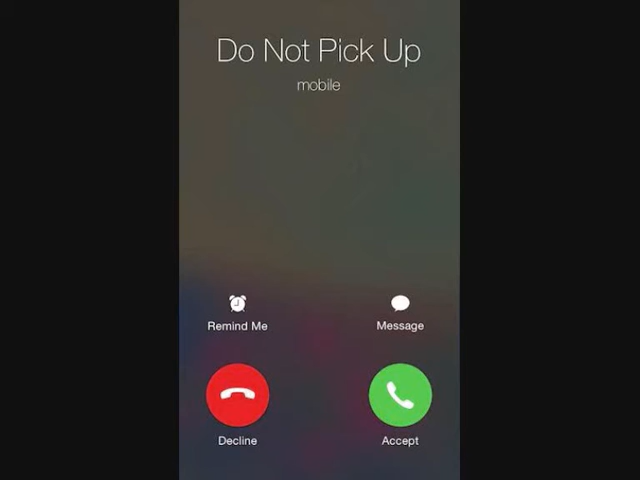 Do Not Pick Up
mobile
Remind Me
Message
Decline
Accept